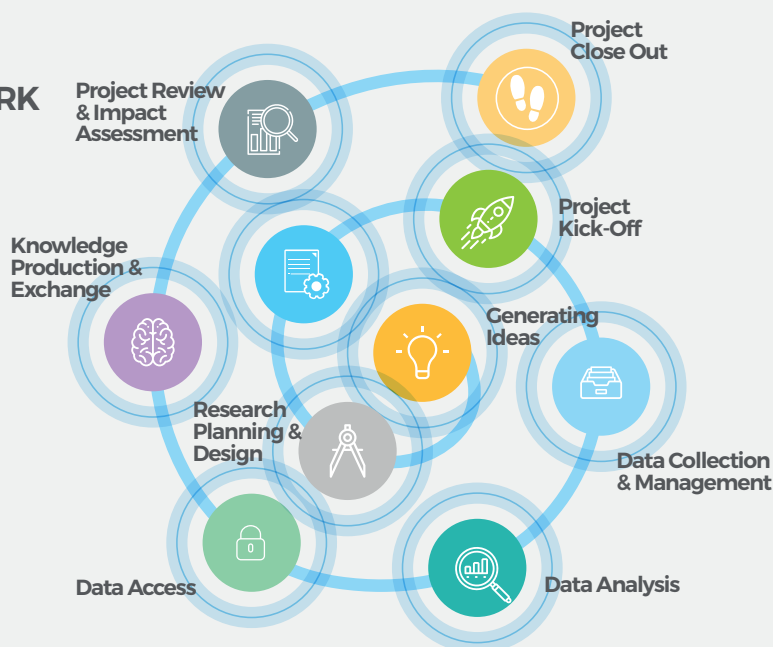 RK
Project
Close Out
Project Review
& Impact
Assessment
Project
Kick-Off
Knowledge
Production &
Exchange
Generating
Ideas
Research
Planning &
Design
Data Collection
& Management
Data Access
Data Analysis